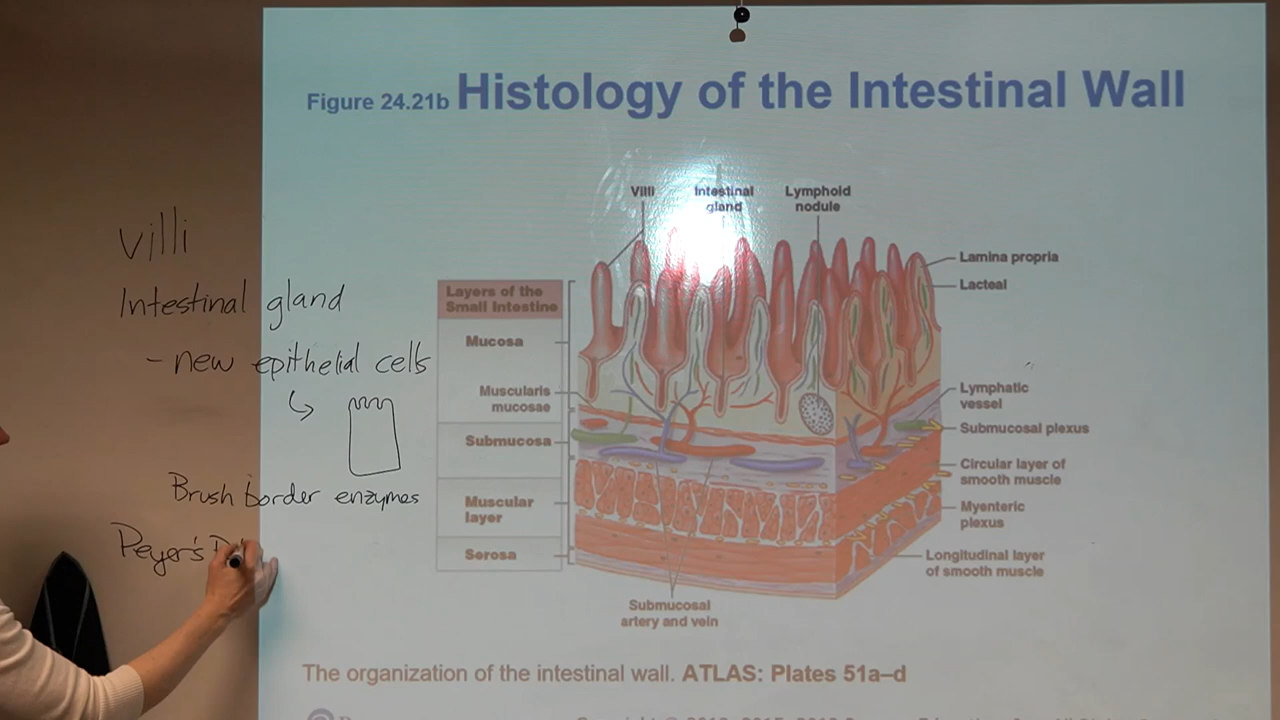 Figure 24.21b Histology of the Intestinal Wall
Villi
Intestinal
gland
Lymphoid
nodule
Villi
Intestinal gland
- new epithelial cells
Brush border enzymes
Peyer's
Layers of the
Small Intestine
Mucosa
Muscularis
mucosae
Submucosa
Muscular
layer
Serosa
Lamina propria
Lacteal
Lymphatic
vessel
Submucosal plexus
Circular layer of
smooth muscle
Myenteric
plexus
Longitudinal layer
of smooth muscle
Submucosal
artery and vein
The organization of the intestinal wall. ATLAS: Plates 51a–d